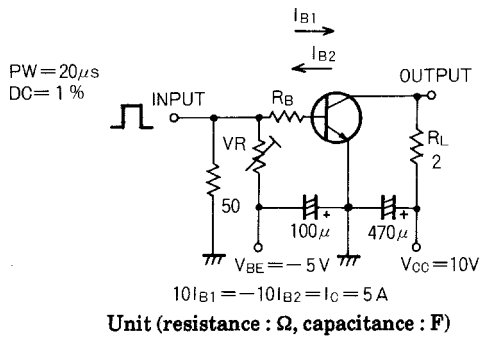 IB1
IB2
PW=20μs
DC=1%
INPUT
OUTPUT
RB
VR
RL
2
50
100μ
+
470μ
+
VBE=−5V
VCC=10V
10IB1=−10IB2=IC=5A
Unit (resistance : Ω, capacitance : F)